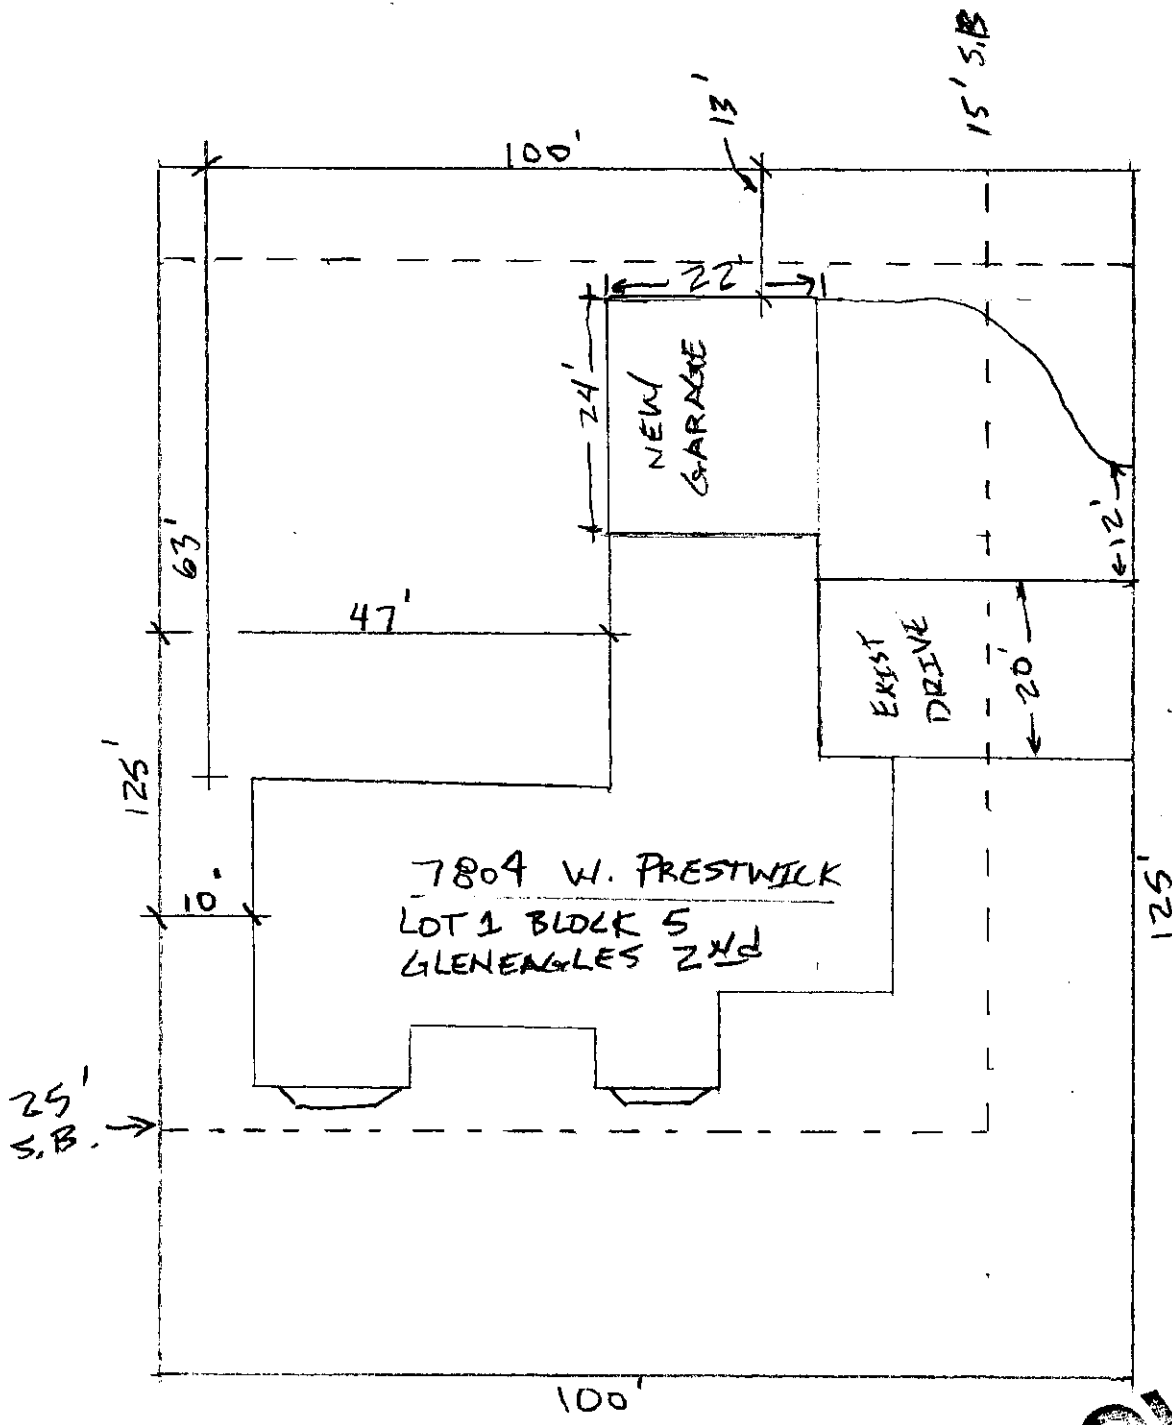 15' S.B
13'
100'
22'
24'
NEW
GARAGE
12'
63'
47'
EXIST
DRIVE
20'
125'
10'
7804 W. PRESTWICK
LOT 1 BLOCK 5
GLENEAGLES 2nd
125'
25'
S.B.
100'